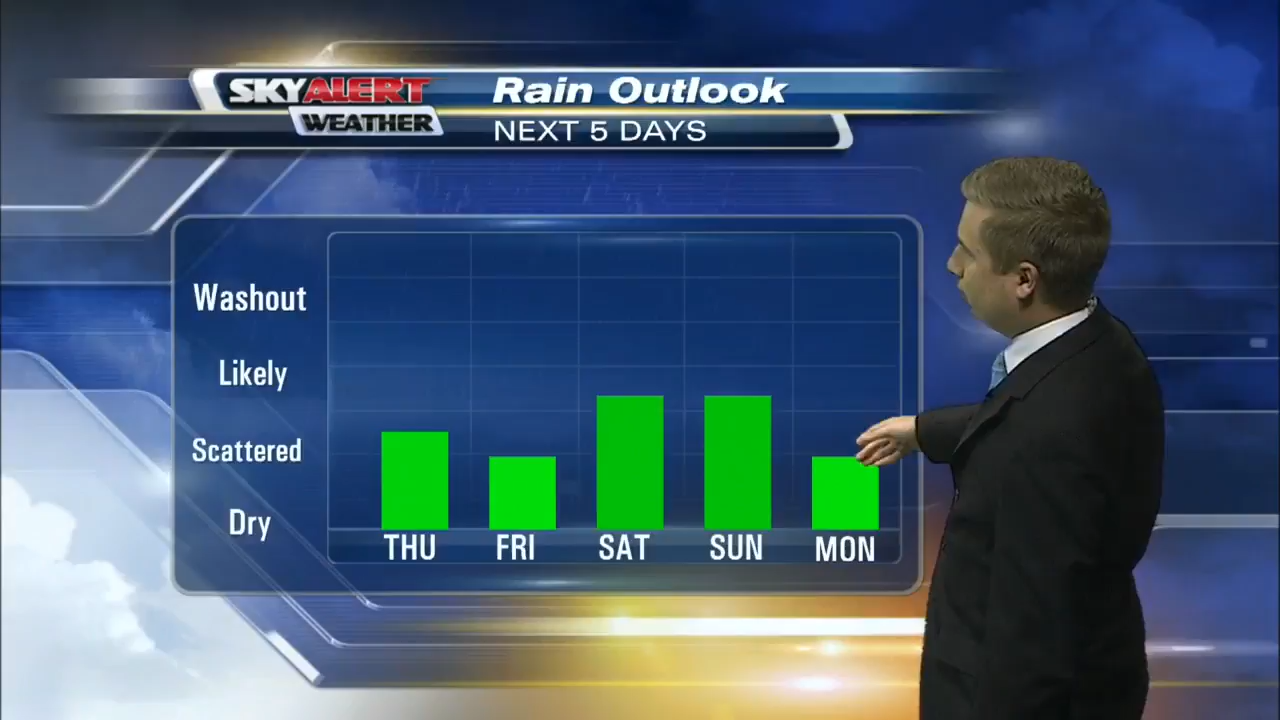 SKYALERT
WEATHER
Rain Outlook
NEXT 5 DAYS
Washout
Likely
Scattered
Dry
THU FRI SAT SUN MON